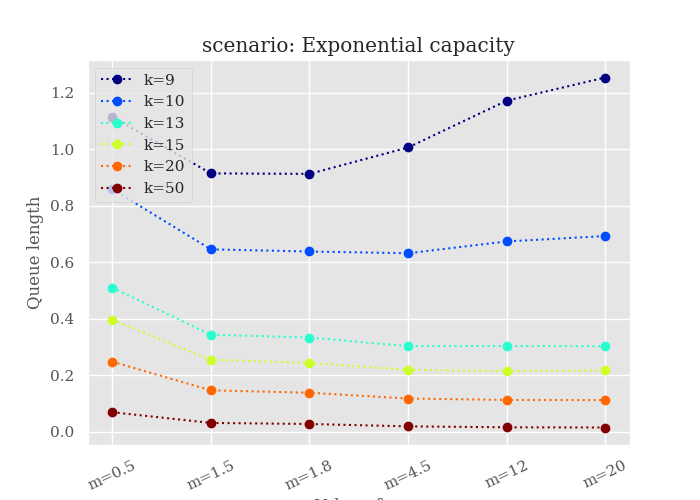 scenario: Exponential capacity
k=9
k=10
k=13
k=15
k=20
k=50
Queue length
1.2
1.0
0.8
0.6
0.4
0.2
0.0
m=0.5
m=1.5
m=1.8
m=4.5
m=12
m=20